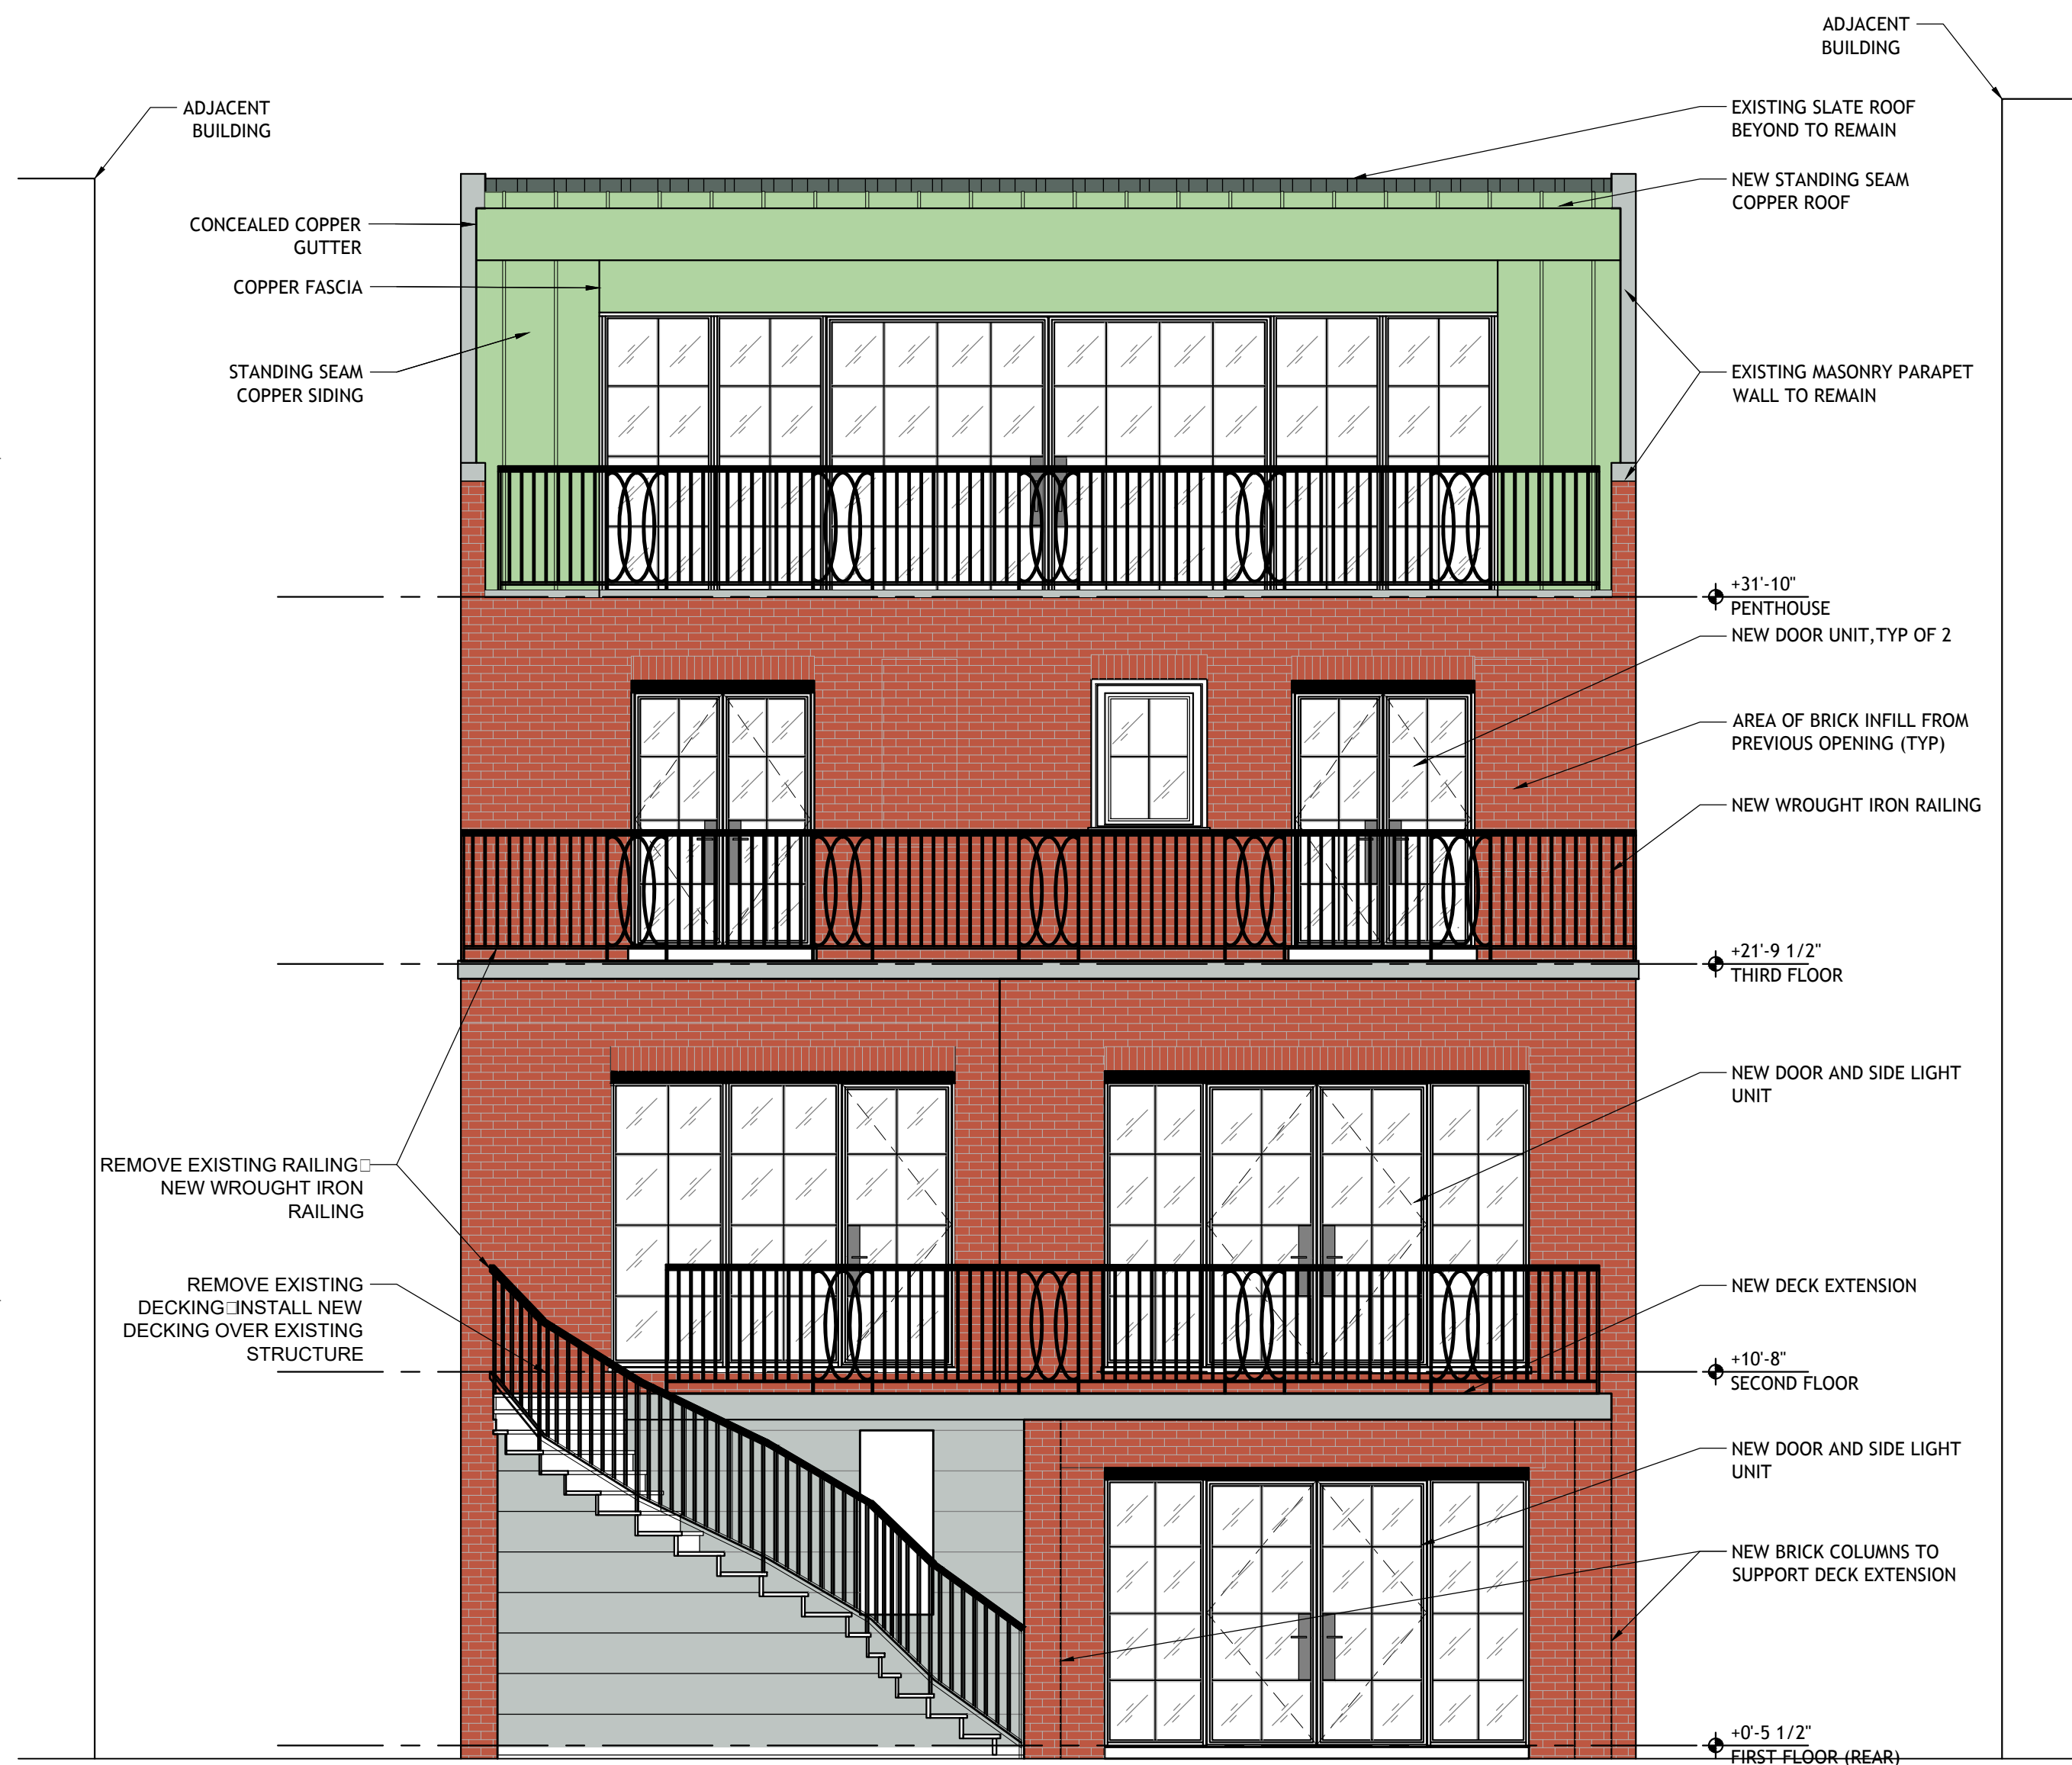 ADJACENT
BUILDING
ADJACENT
BUILDING
EXISTING SLATE ROOF
BEYOND TO REMAIN
NEW STANDING SEAM
COPPER ROOF
CONCEALED COPPER
GUTTER
COPPER FASCIA
STANDING SEAM
COPPER SIDING
EXISTING MASONRY PARAPET
WALL TO REMAIN
+31'-10"
PENTHOUSE
NEW DOOR UNIT,TYP OF 2
AREA OF BRICK INFILL FROM
PREVIOUS OPENING (TYP)
NEW WROUGHT IRON RAILING
+21'-9 1/2"
THIRD FLOOR
NEW DOOR AND SIDE LIGHT
UNIT
REMOVE EXISTING RAILING□
NEW WROUGHT IRON
RAILING
REMOVE EXISTING
DECKING□INSTALL NEW
DECKING OVER EXISTING
STRUCTURE
NEW DECK EXTENSION
+10'-8"
SECOND FLOOR
NEW DOOR AND SIDE LIGHT
UNIT
NEW BRICK COLUMNS TO
SUPPORT DECK EXTENSION
+0'-5 1/2"
FIRST FLOOR (REAR)